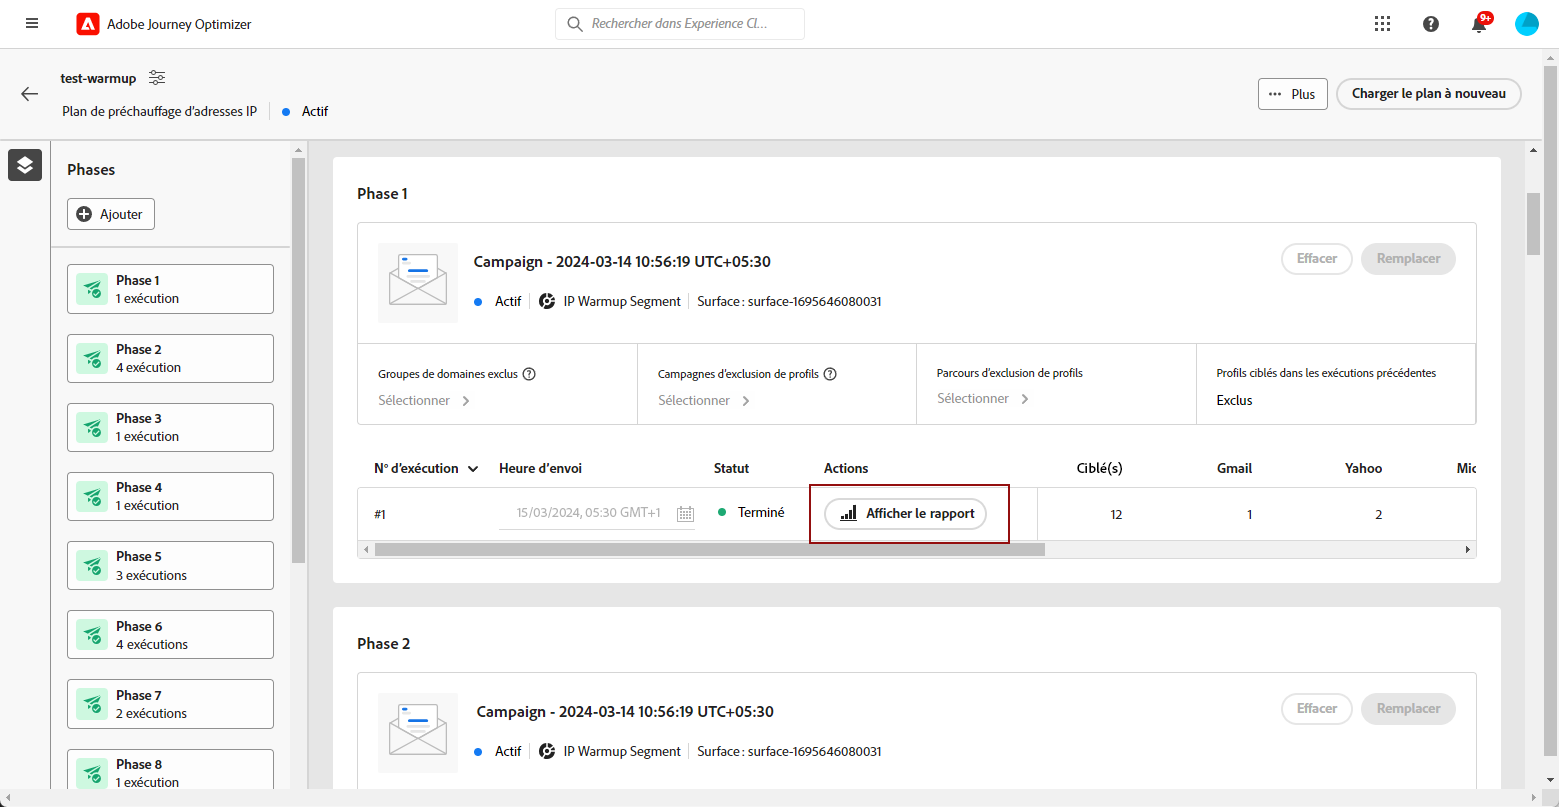 Adobe Journey Optimizer
Rechercher dans Experience Cl...
9+
test-warmup
Plan de préchauffage d'adresses IP
Actif
Plus
Charger le plan à nouveau
Phases
Ajouter
Phase 1
1 exécution
Phase 2
4 exécution
Phase 3
1 exécution
Phase 4
1 exécution
Phase 5
3 exécutions
Phase 6
4 exécutions
Phase 7
2 exécutions
Phase 8
1 exécution
Phase 1
Campaign - 2024-03-14 10:56:19 UTC+05:30
Effacer
Remplacer
Actif
IP Warmup Segment
Surface : surface-1695646080031
Groupes de domaines exclus
Sélectionner
Campagnes d'exclusion de profils
Sélectionner
Parcours d'exclusion de profils
Sélectionner
Profils ciblés dans les exécutions précédentes
Exclus
N° d'exécution
Heure d'envoi
Statut
Actions
Ciblé(s)
Gmail
Yahoo
Mic
#1
15/03/2024, 05:30 GMT+1
Terminé
Afficher le rapport
12
1
2
Phase 2
Campaign - 2024-03-14 10:56:19 UTC+05:30
Effacer
Remplacer
Actif
IP Warmup Segment
Surface : surface-1695646080031